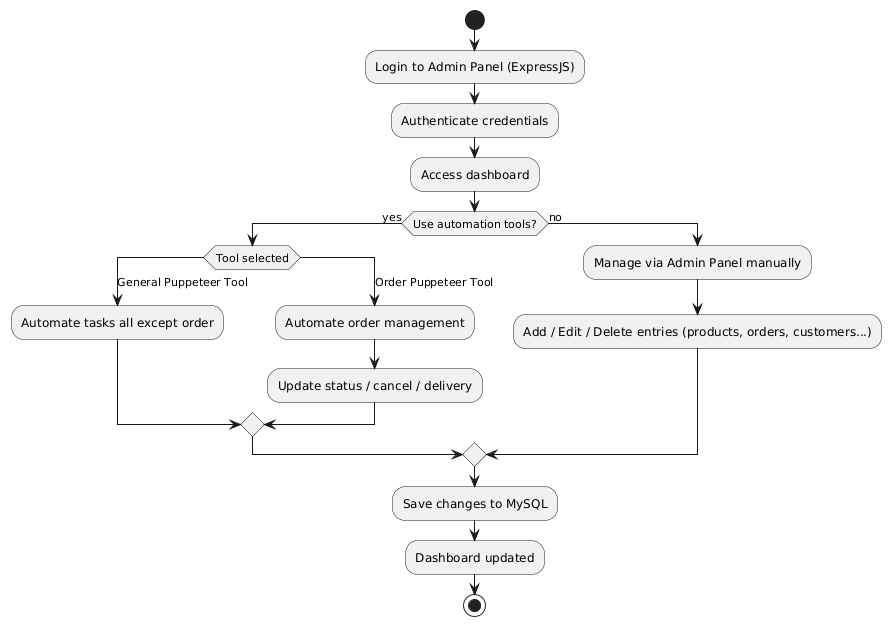 Login to Admin Panel (ExpressJS)
Authenticate credentials
Access dashboard
yes
Use automation tools?
no
Tool selected
General Puppeteer Tool
Order Puppeteer Tool
Manage via Admin Panel manually
Automate tasks all except order
Automate order management
Add / Edit / Delete entries (products, orders, customers...)
Update status / cancel / delivery
Save changes to MySQL
Dashboard updated